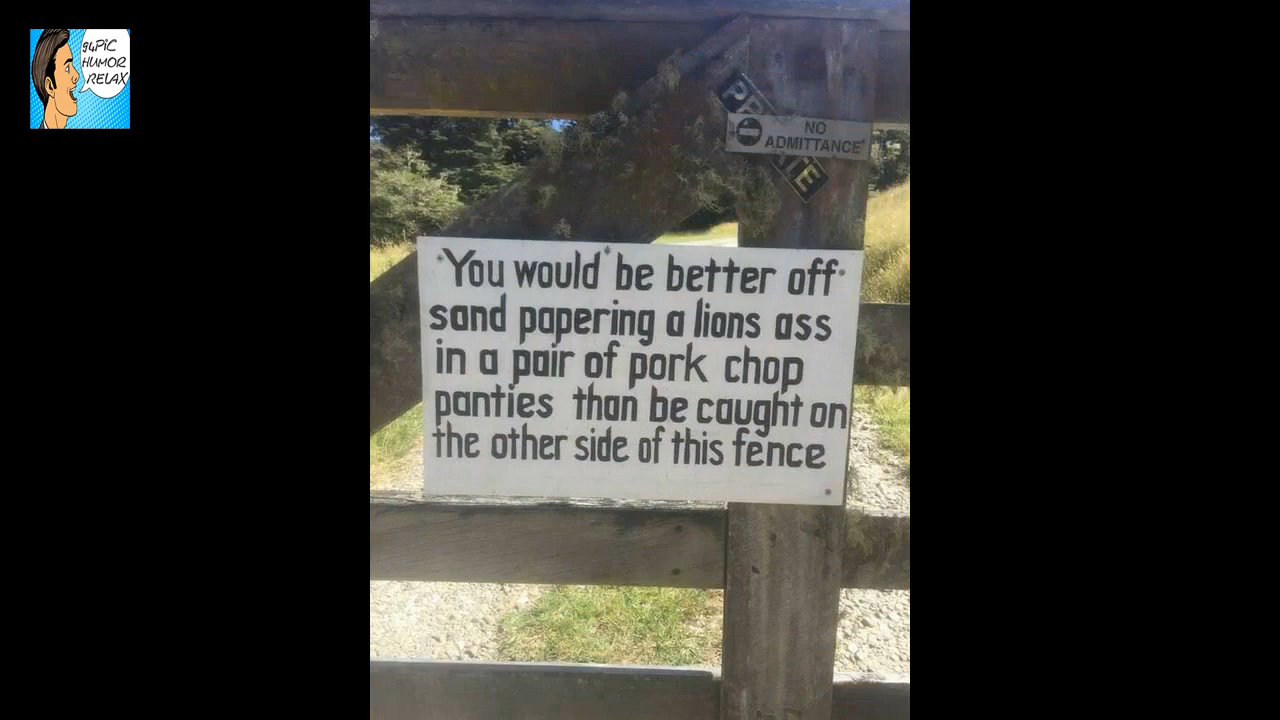 g4PiC
HUMOR
RELAX
NO
ADMITTANCE
You would be better off
sand papering a lions ass
in a pair of pork chop
panties than be caught on
the other side of this fence